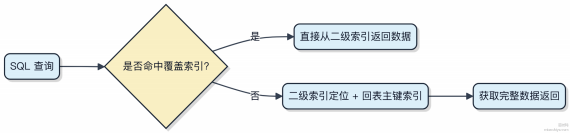 SQL 查询
是否命中覆盖索引?
是
直接从二级索引返回数据
否
二级索引定位 + 回表主键索引
获取完整数据返回